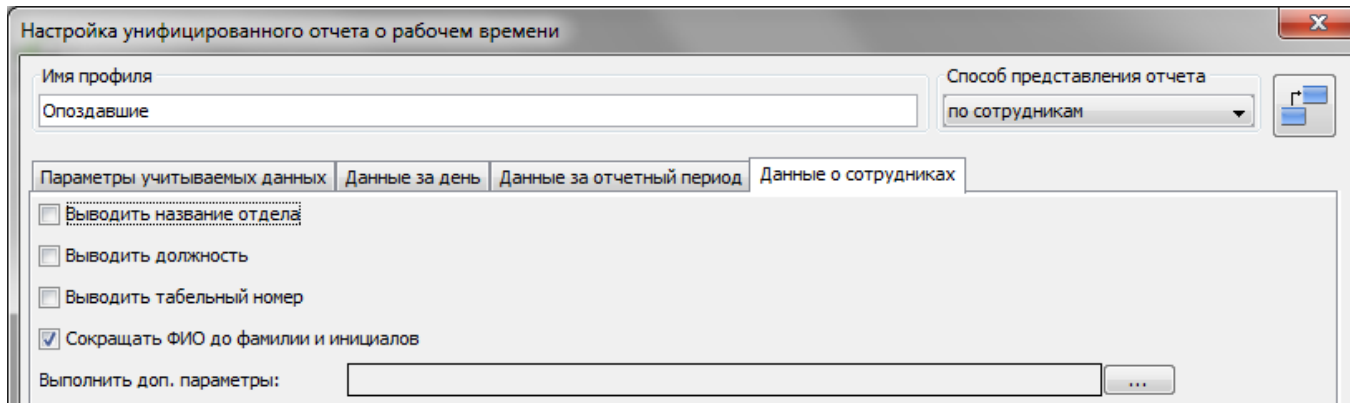 Настройка унифицированного отчета о рабочем времени
Имя профиля
Способ представления отчета
Опоздавшие
по сотрудникам
Параметры учитываемых данных
Данные за день
Данные за отчетный период
Данные о сотрудниках
Выводить название отдела
Выводить должность
Выводить табельный номер
Сокращать ФИО до фамилии и инициалов
Выполнить доп. параметры:
...